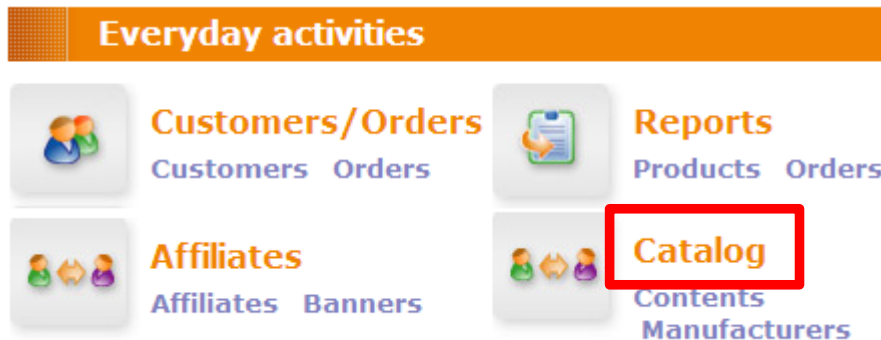 Everyday activities
Customers/Orders
Customers Orders
Reports
Products Orders
Affiliates
Affiliates Banners
Catalog
Contents
Manufacturers